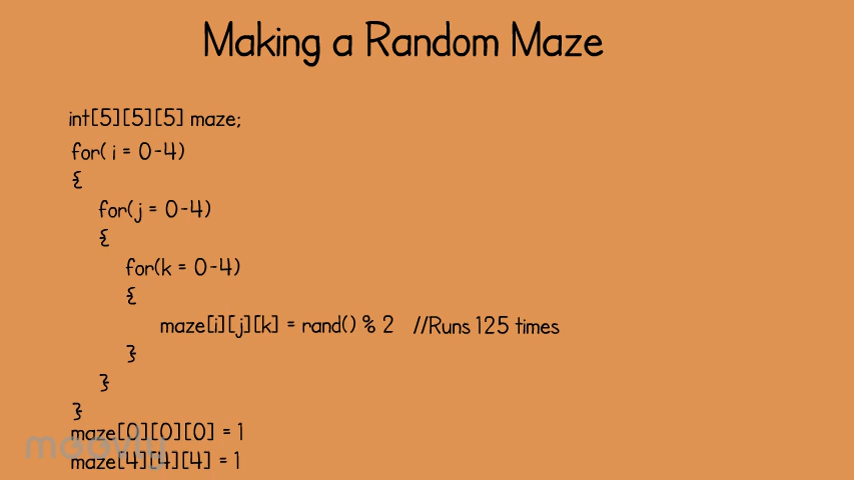 Making a Random Maze
int[5][5][5] maze;
for( i = 0-4)
{
for(j = 0-4)
{
for(k = 0-4)
{
maze[i][j][k] = rand() % 2 //Runs 125 times
}
}
}
maze[0][0][0] = 1
maze[4][4][4] = 1
moovly